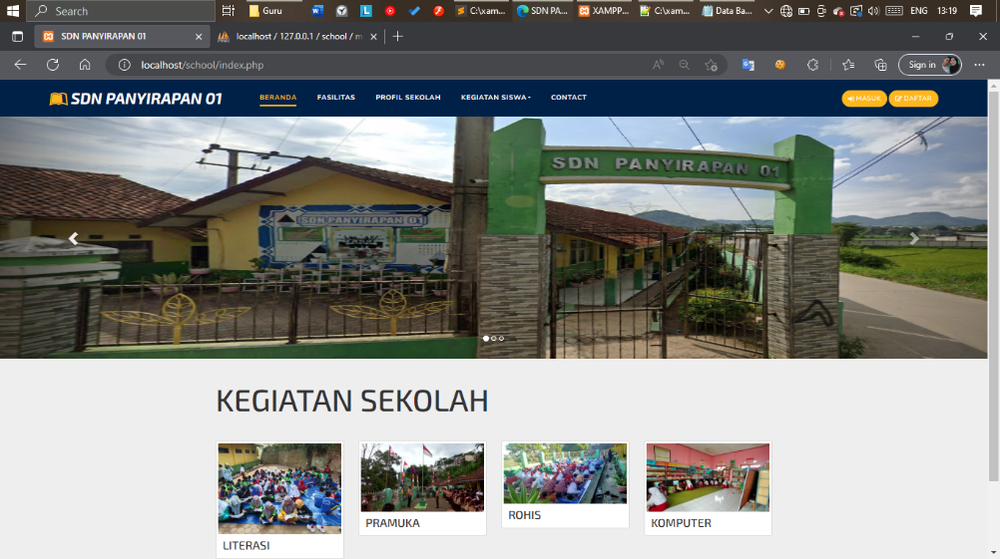 Search
Guru
C:\xam...
SDN PA...
XAMPP...
C:\xam...
Data Ba...
ENG
13:19
SDN PANYIRAPAN 01
localhost / 127.0.0.1 / school / m
localhost/school/index.php
Sign in
SDN PANYIRAPAN 01
BERANDA
FASILITAS
PROFIL SEKOLAH
KEGIATAN SISWA
CONTACT
MASUK
DAFTAR
SDN PANYIRAPAN 01
SDN PANYIRAPAN 01
KEGIATAN SEKOLAH
LITERASI
PRAMUKA
ROHIS
KOMPUTER